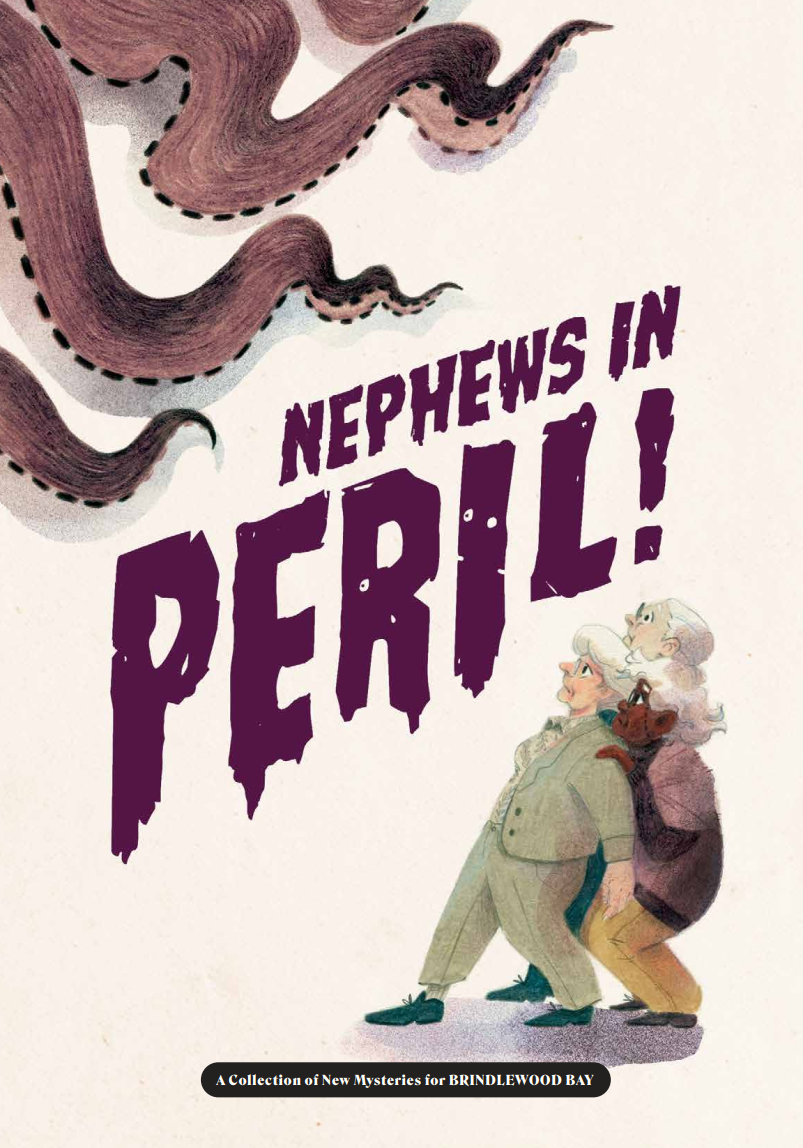 NEPHEWS IN
PERIL!
A Collection of New Mysteries for BRINDLEWOOD BAY